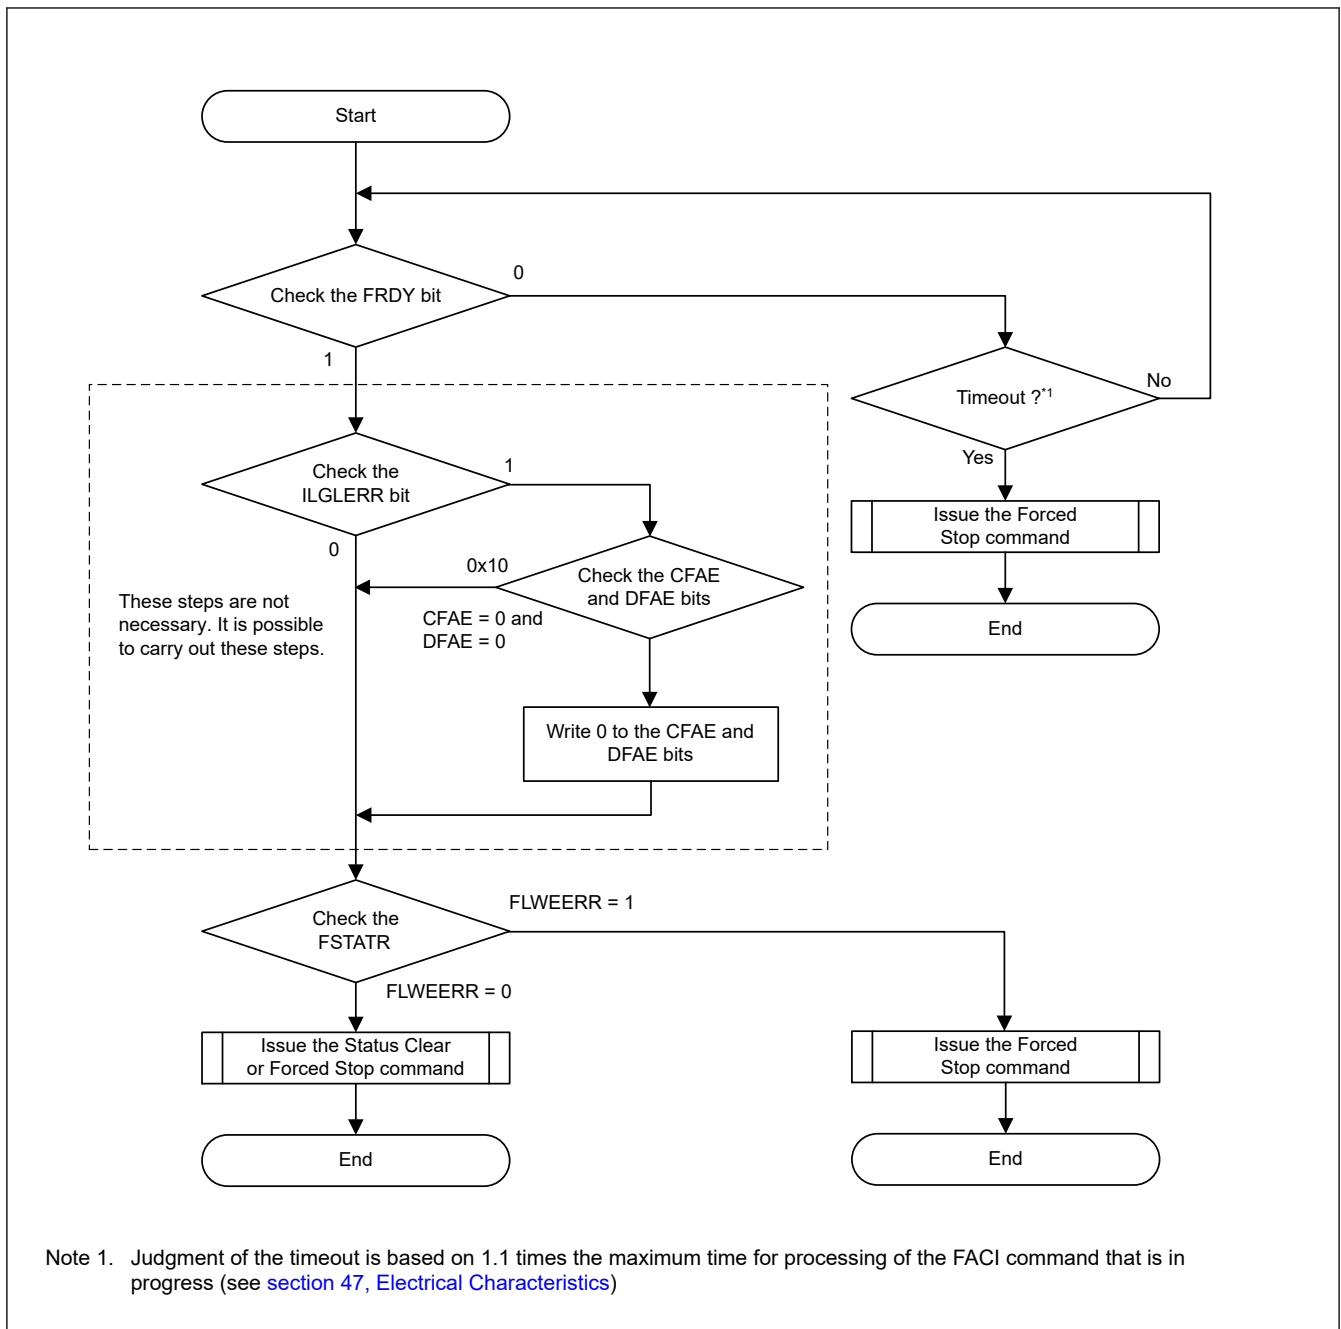 Start
Check the FRDY bit
0
1
Timeout ?*1
No
Yes
Issue the Forced
Stop command
End
Check the
ILGLERR bit
1
0
0x10
Check the CFAE
and DFAE bits
CFAE = 0 and
DFAE = 0
These steps are not
necessary. It is possible
to carry out these steps.
Write 0 to the CFAE and
DFAE bits
Check the
FSTATR
FLWEERR = 1
FLWEERR = 0
Issue the Status Clear
or Forced Stop command
End
Issue the Forced
Stop command
End
Note 1. Judgment of the timeout is based on 1.1 times the maximum time for processing of the FACI command that is in
progress (see section 47, Electrical Characteristics)